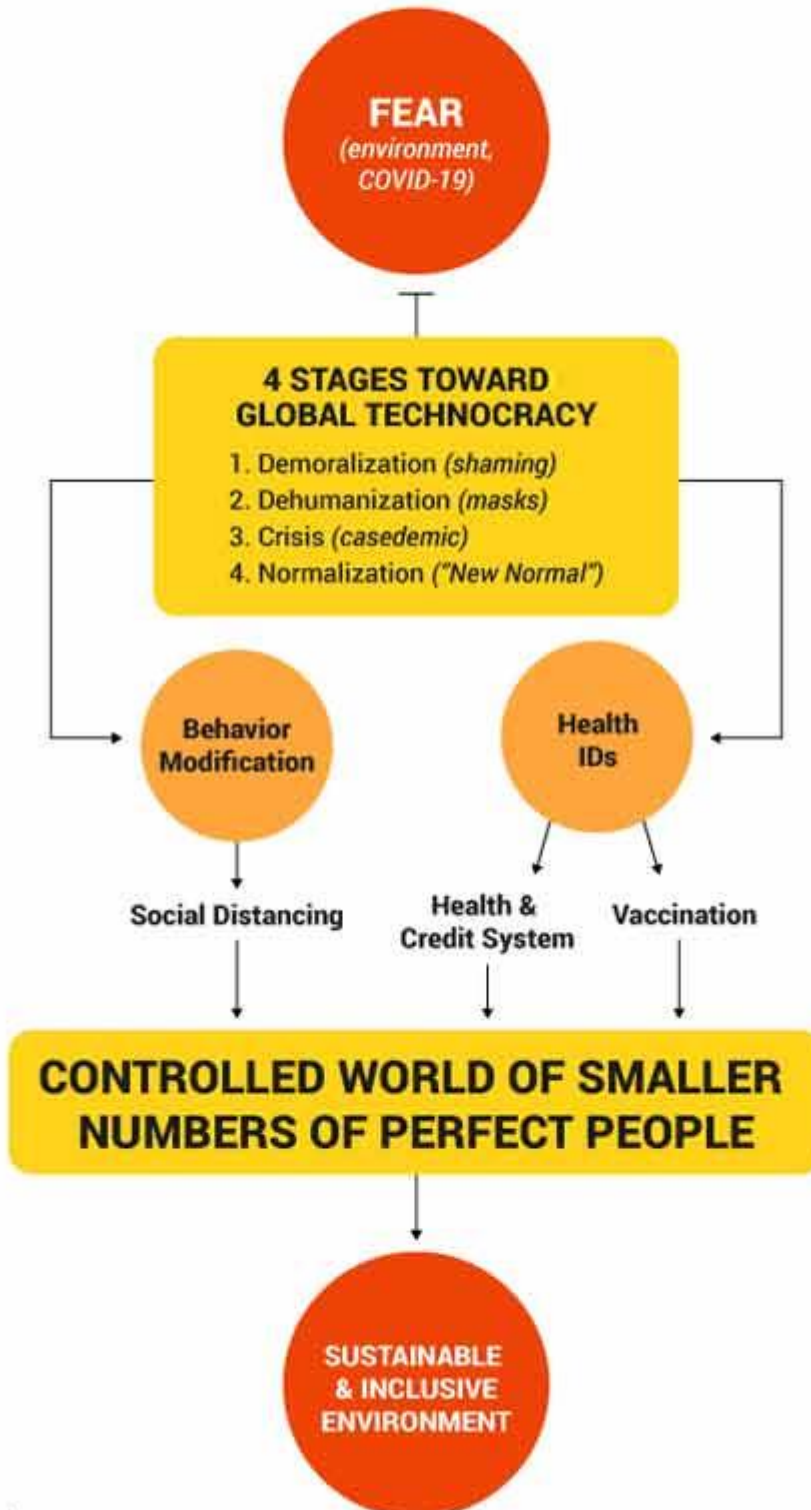 FEAR
(environment,
COVID-19)
4 STAGES TOWARD
GLOBAL TECHNOCRACY
1. Demoralization (shaming)
2. Dehumanization (masks)
3. Crisis (casedemic)
4. Normalization ("New Normal")
Behavior
Modification
Health
IDs
Social Distancing
Health &
Credit System
Vaccination
CONTROLLED WORLD OF SMALLER
NUMBERS OF PERFECT PEOPLE
SUSTAINABLE
& INCLUSIVE
ENVIRONMENT